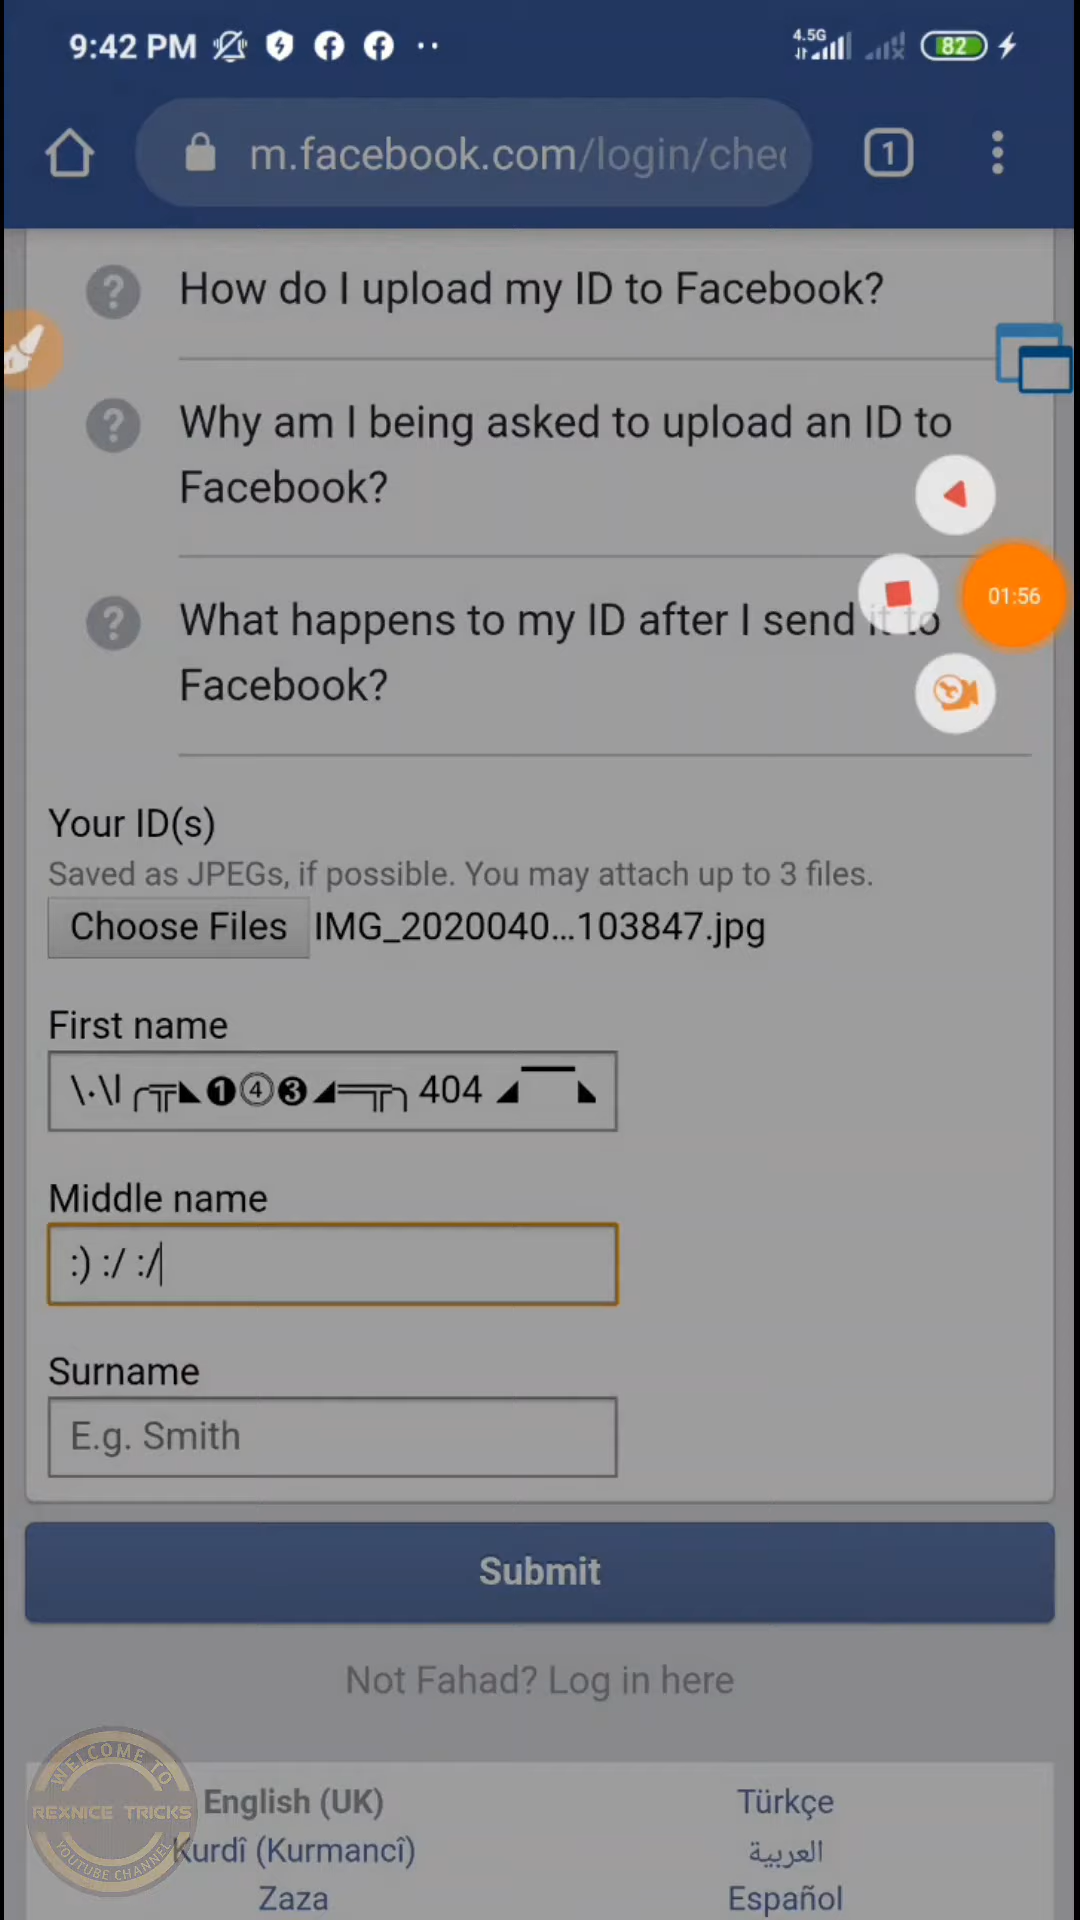 9:42 PM
4.5G
82
m.facebook.com/login/chec
1
How do I upload my ID to Facebook?
Why am I being asked to upload an ID to
Facebook?
What happens to my ID after I send it to
Facebook?
01:56
Your ID(s)
Saved as JPEGs, if possible. You may attach up to 3 files.
Choose Files IMG_2020040...103847.jpg
First name
\·\l╭╦◣❶④❸◢══╦╮404 ◢▔▔◣
Middle name
:) :/ :/
Surname
E.g. Smith
Submit
Not Fahad? Log in here
WELCOME TO
REXNICE TRICKS
YOUTUBE CHANNEL
English (UK)
Türkçe
Kurdî (Kurmancî)
العربية
Zaza
Español